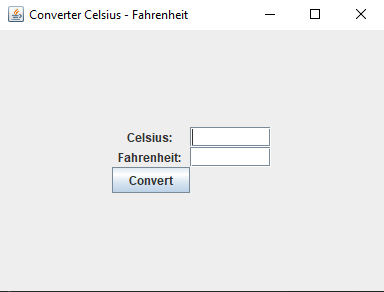 Converter Celsius - Fahrenheit
Celsius:
Fahrenheit:
Convert